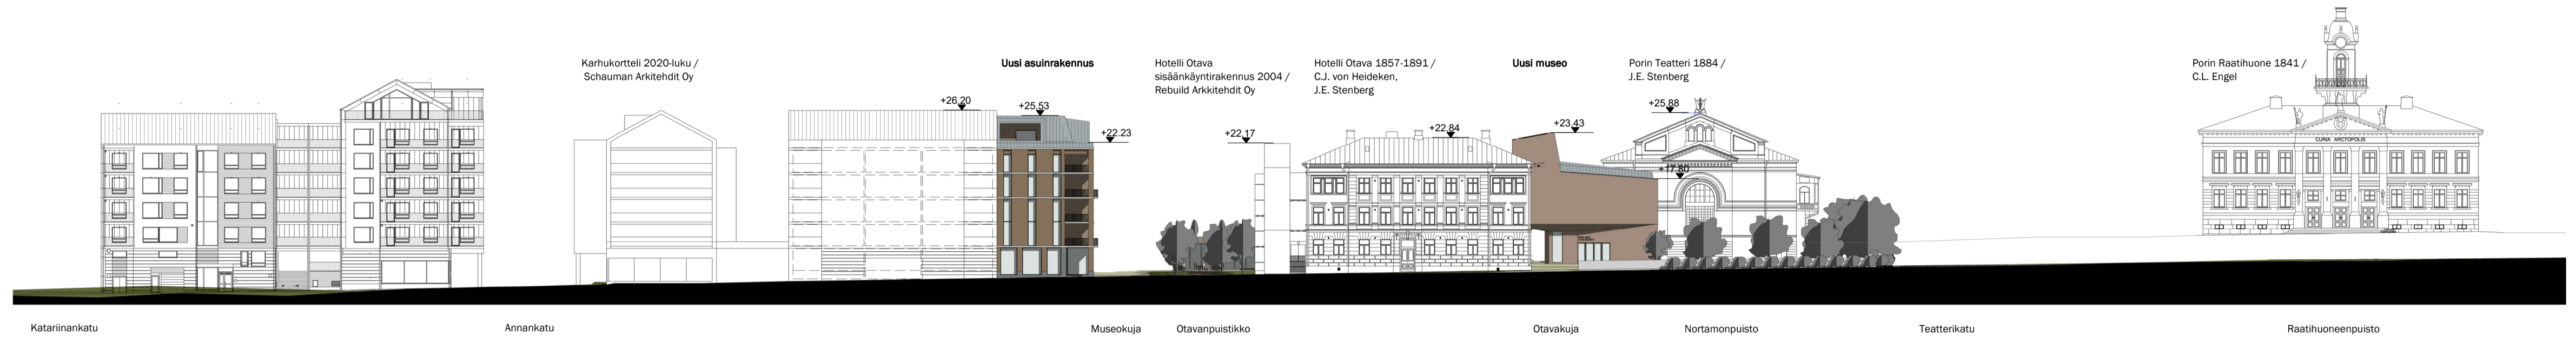 Karhukortteli 2020-luku /
Schauman Arkitehdit Oy
+26,20
Uusi asuinrakennus
+25,53
+22.23
Hotelli Otava
sisäänkäyntirakennus 2004 /
Rebuild Arkkitehdit Oy
+22,17
Hotelli Otava 1857-1891 /
C.J. von Heideken,
J.E. Stenberg
+22,84
Uusi museo
+23,43
Porin Teatteri 1884 /
J.E. Stenberg
+25,88
+17,80
Porin Raatihuone 1841 /
C.L. Engel
CURIA ARCTOPOLIS
Katariinankatu
Annankatu
Museokuja
Otavanpuistikko
Otavakuja
Nortamonpuisto
Teatterikatu
Raatihuoneenpuisto